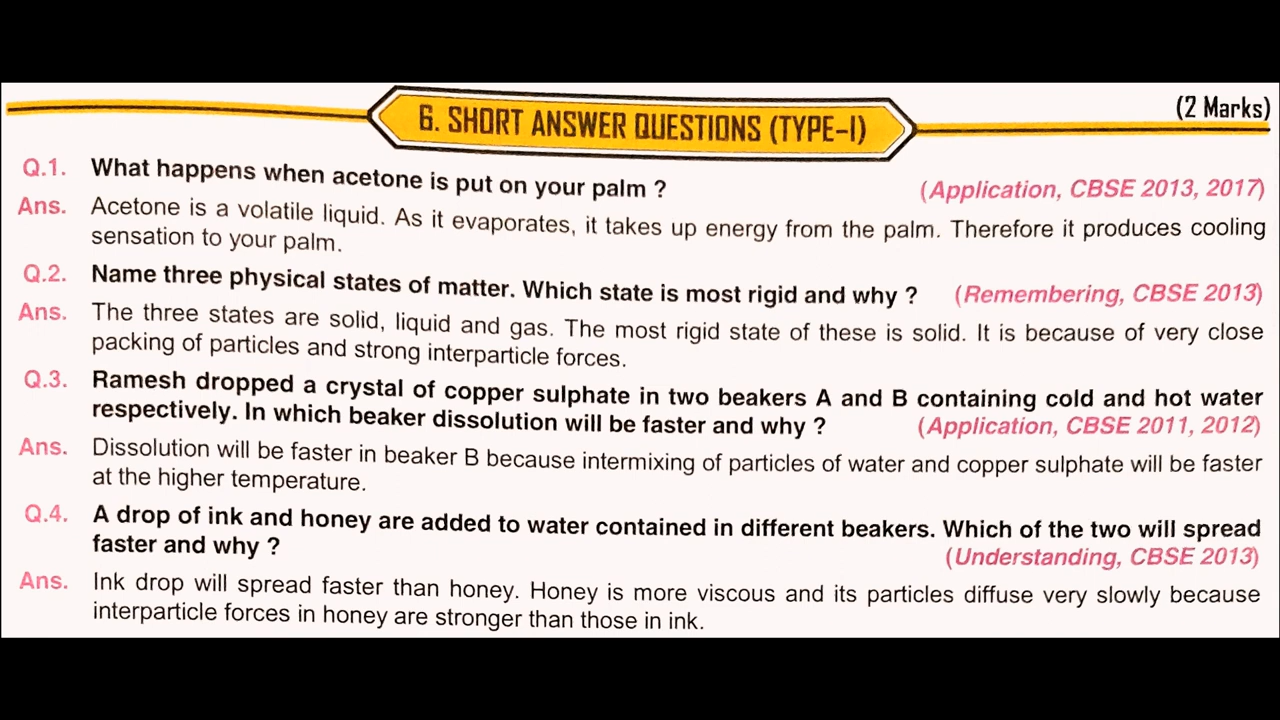 6. SHORT ANSWER QUESTIONS (TYPE–I)
(2 Marks)
Q.1. What happens when acetone is put on your palm ? (Application, CBSE 2013, 2017)
Ans. Acetone is a volatile liquid. As it evaporates, it takes up energy from the palm. Therefore it produces cooling
sensation to your palm.
Q.2. Name three physical states of matter. Which state is most rigid and why ? (Remembering, CBSE 2013)
Ans. The three states are solid, liquid and gas. The most rigid state of these is solid. It is because of very close
packing of particles and strong interparticle forces.
Q.3. Ramesh dropped a crystal of copper sulphate in two beakers A and B containing cold and hot water
respectively. In which beaker dissolution will be faster and why ? (Application, CBSE 2011, 2012)
Ans. Dissolution will be faster in beaker B because intermixing of particles of water and copper sulphate will be faster
at the higher temperature.
Q.4. A drop of ink and honey are added to water contained in different beakers. Which of the two will spread
faster and why ? (Understanding, CBSE 2013)
Ans. Ink drop will spread faster than honey. Honey is more viscous and its particles diffuse very slowly because
interparticle forces in honey are stronger than those in ink.